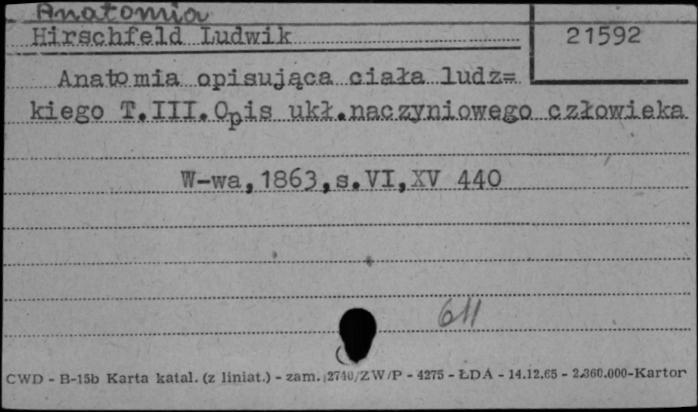 Anatomia
Hirschfeld Ludwik
21592
Anatomia opisująca ciała ludz=
kiego T.III.Opis ukł.naczyniowego człowieka
W-wa,1863,s.VI,XV 440
611
CWD - B-15b Karta katal. (z liniat.) - zam. 2740/ZW/P - 4275 - ŁDA - 14.12.65 - 2.360.000-Kartor